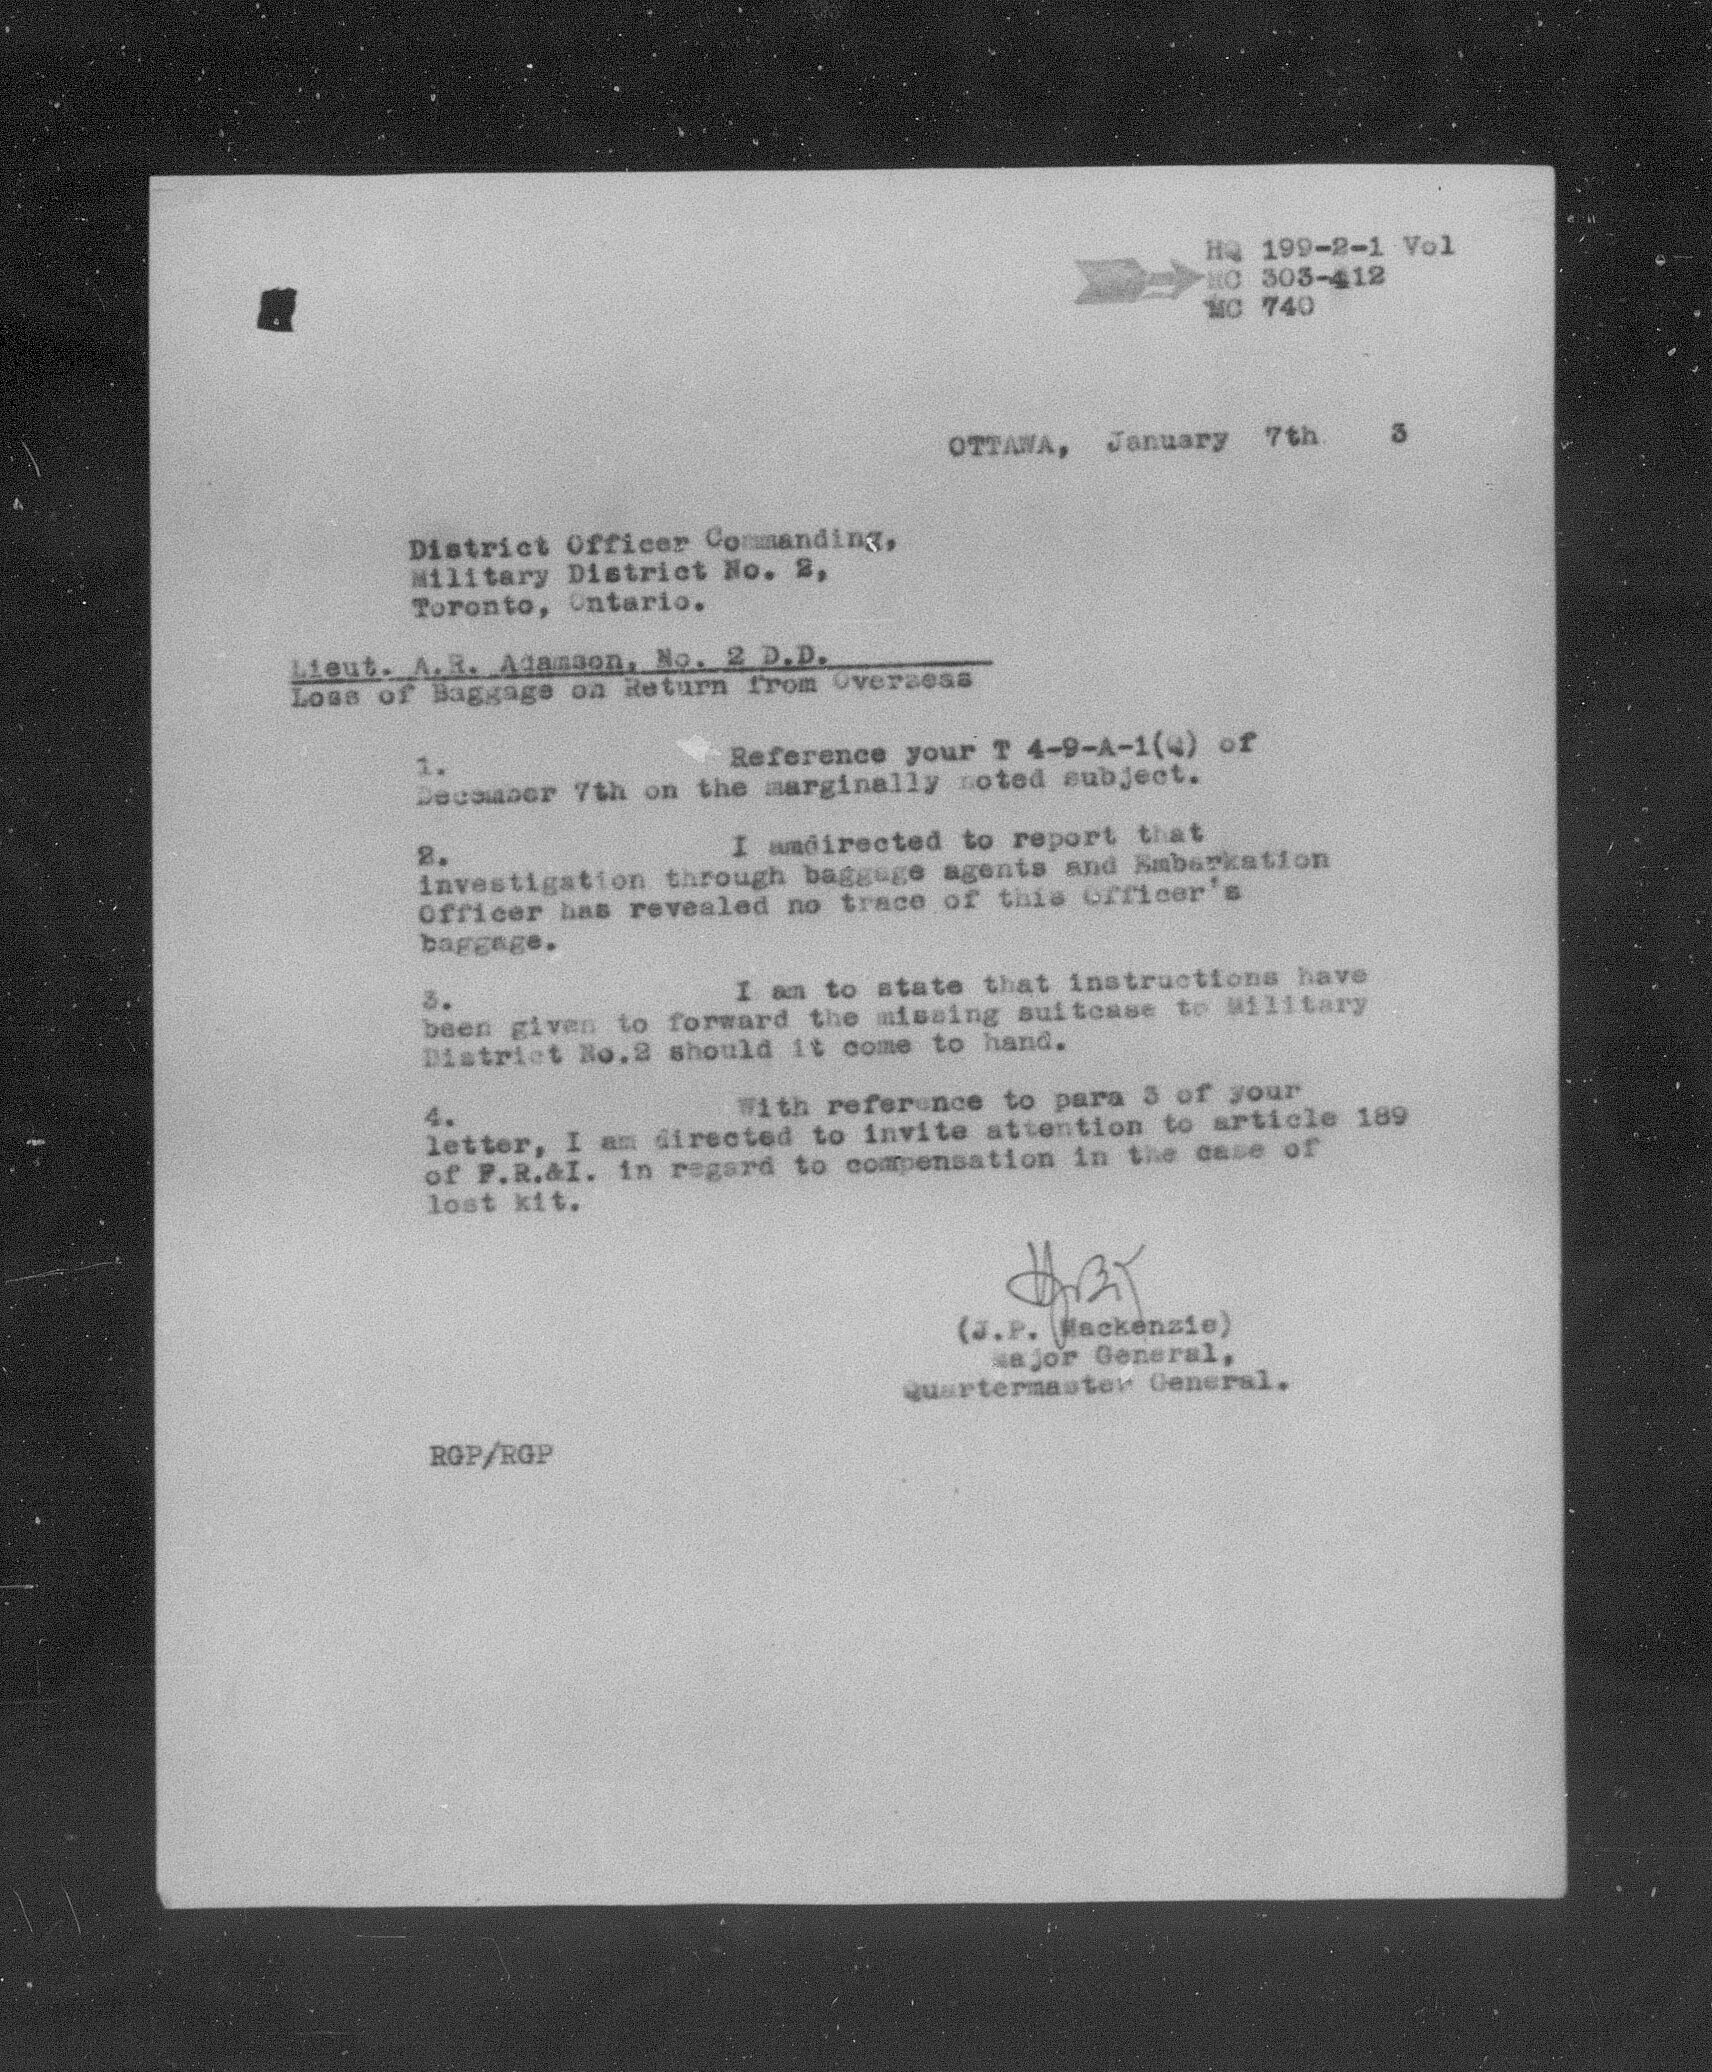 HQ 199-2-1 Vol
MC 303-412
MC 740
OTTAWA, January 7th 3
District Officer Commanding,
Military District No. 2,
Toronto, Ontario.
Lieut. A.R. Adamson, No. 2 D.D.
Loss of Baggage on Return from Overseas
1. Reference your T 4-9-A-1(Q) of
December 7th on the marginally noted subject.
2. I amdirected to report that
investigation through baggage agents and Embarkation
Officer has revealed no trace of this Officer's
baggage.
3. I am to state that instructions have
been given to forward the missing suitcase to Military
District No.2 should it come to hand.
4. With reference to para 3 of your
letter, I am directed to invite attention to article 189
of F.R.&I. in regard to compensation in the case of
lost kit.
(J.P. Mackenzie)
Major General,
Quartermaster General.
RGP/RGP